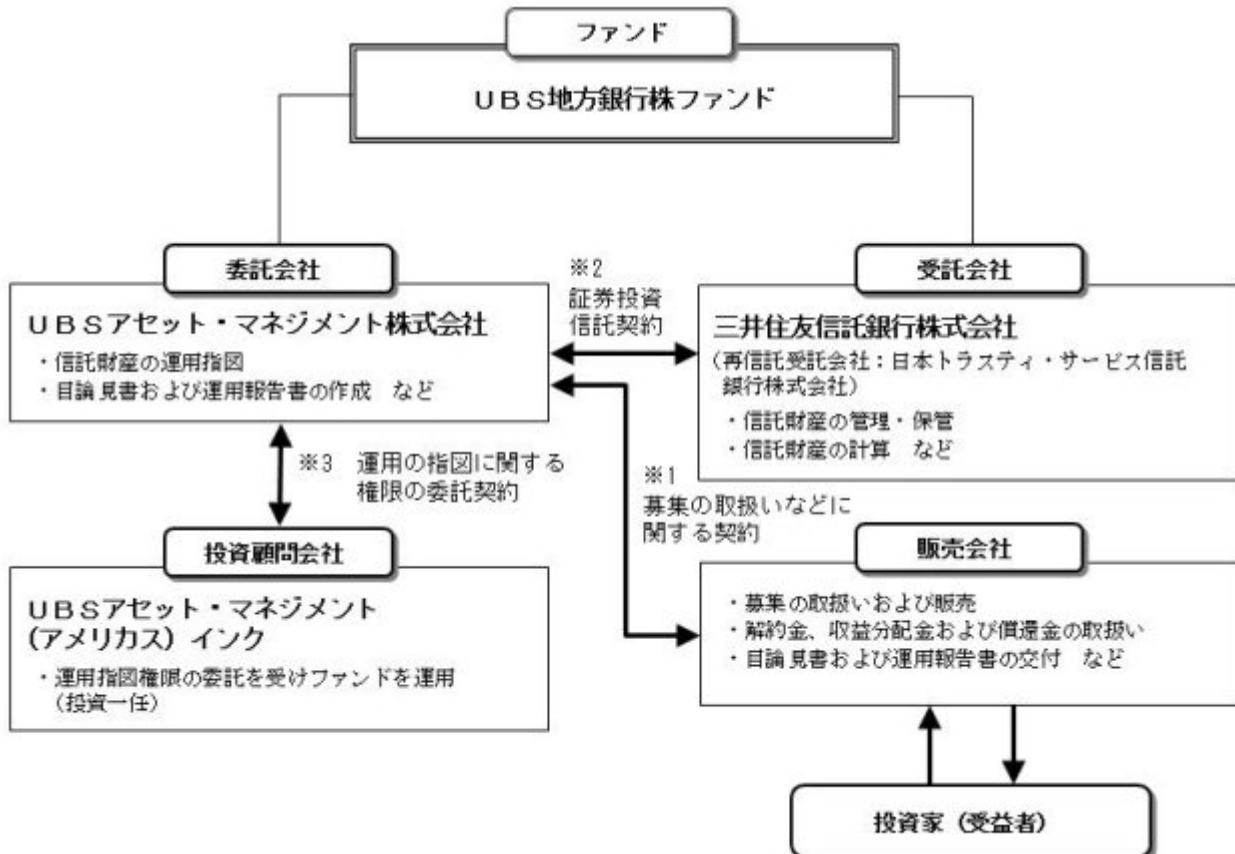 ファンド
UBS地方銀行株ファンド
委託会社
UBSアセット・マネジメント株式会社
・信託財産の運用指図
・目論見書および運用報告書の作成　など
※2
証券投資
信託契約
受託会社
三井住友信託銀行株式会社
(再信託受託会社：日本トラスティ・サービス信託
銀行株式会社)
・信託財産の管理・保管
・信託財産の計算　など
※3　運用の指図に関する
権限の委託契約
※1
募集の取扱いなどに
関する契約
投資顧問会社
UBSアセット・マネジメント
(アメリカス) インク
・運用指図権限の委託を受けファンドを運用
(投資一任)
販売会社
・募集の取扱いおよび販売
・解約金、収益分配金および償還金の取扱い
・目論見書および運用報告書の交付　など
投資家 (受益者)